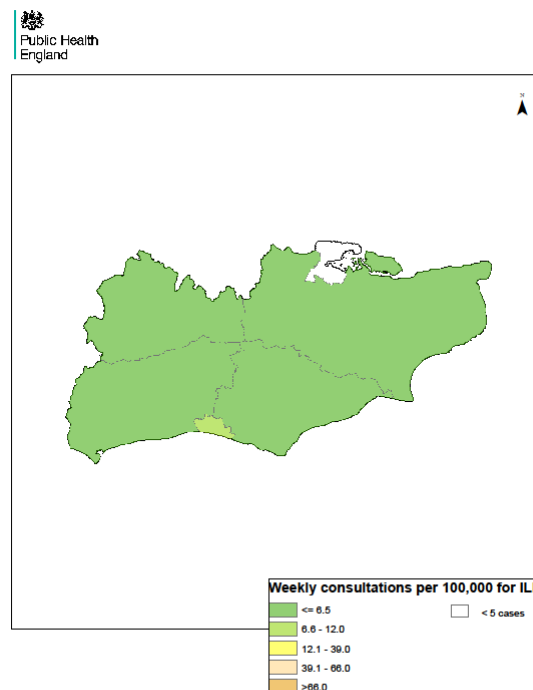 Public Health
England
Weekly consultations per 100,000 for IL
<= 6.5
< 5 cases
6.6 - 12.0
12.1 - 39.0
39.1 - 66.0
>66.0